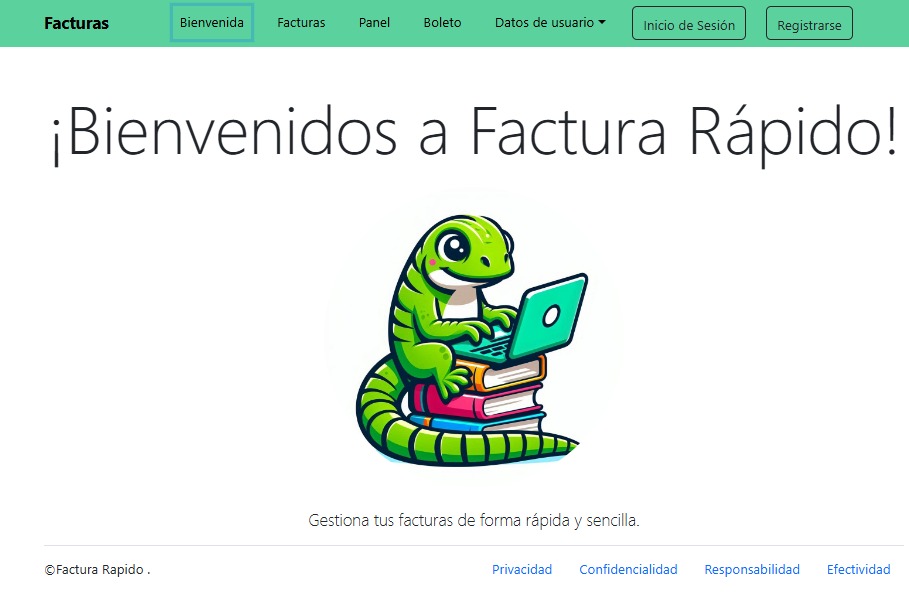 Facturas Bienvenida Facturas Panel Boleto Datos de usuario Inicio de Sesión Registrarse
¡Bienvenidos a Factura Rápido!
Gestiona tus facturas de forma rápida y sencilla.
©Factura Rapido . Privacidad Confidencialidad Responsabilidad Efectividad